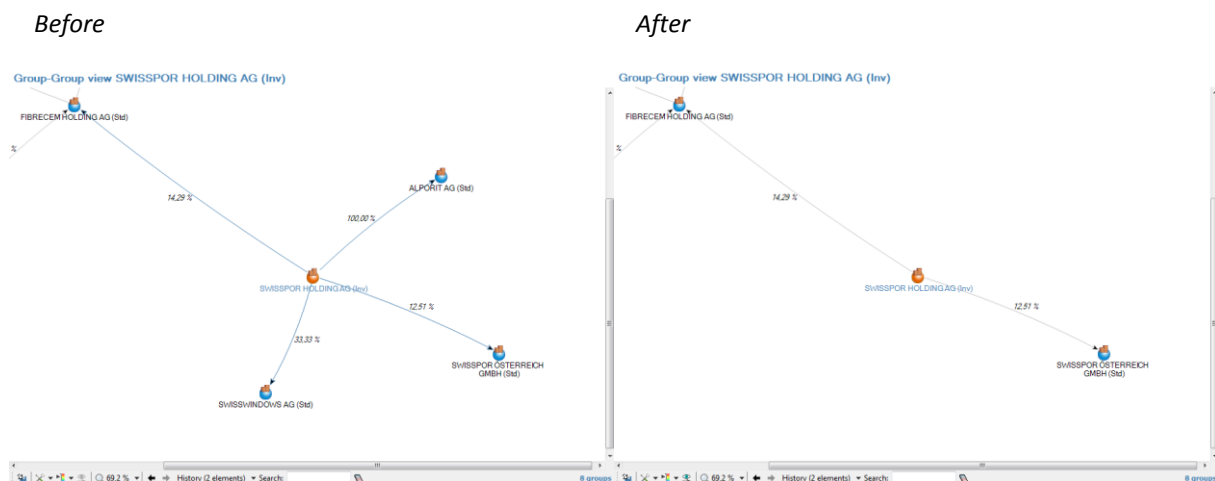 Before
After
Group-Group view SWISSPOR HOLDING AG (Inv)
FIBRECEM HOLDING AG (Std)
%
ALPORIT AG (Std)
14,29 %
100,00 %
SWISSPOR HOLDING AG (Inv)
12,51 %
33,33 %
SWISSPOR ÖSTERREICH
GMBH (Std)
SWISSWINDOWS AG (Std)
69,2 % History (2 elements) Search: 8 groups
Group-Group view SWISSPOR HOLDING AG (Inv)
FIBRECEM HOLDING AG (Std)
%
14,29 %
SWISSPOR HOLDING AG (Inv)
12,51 %
SWISSPOR ÖSTERREICH
GMBH (Std)
69,2 % History (2 elements) Search: 8 groups